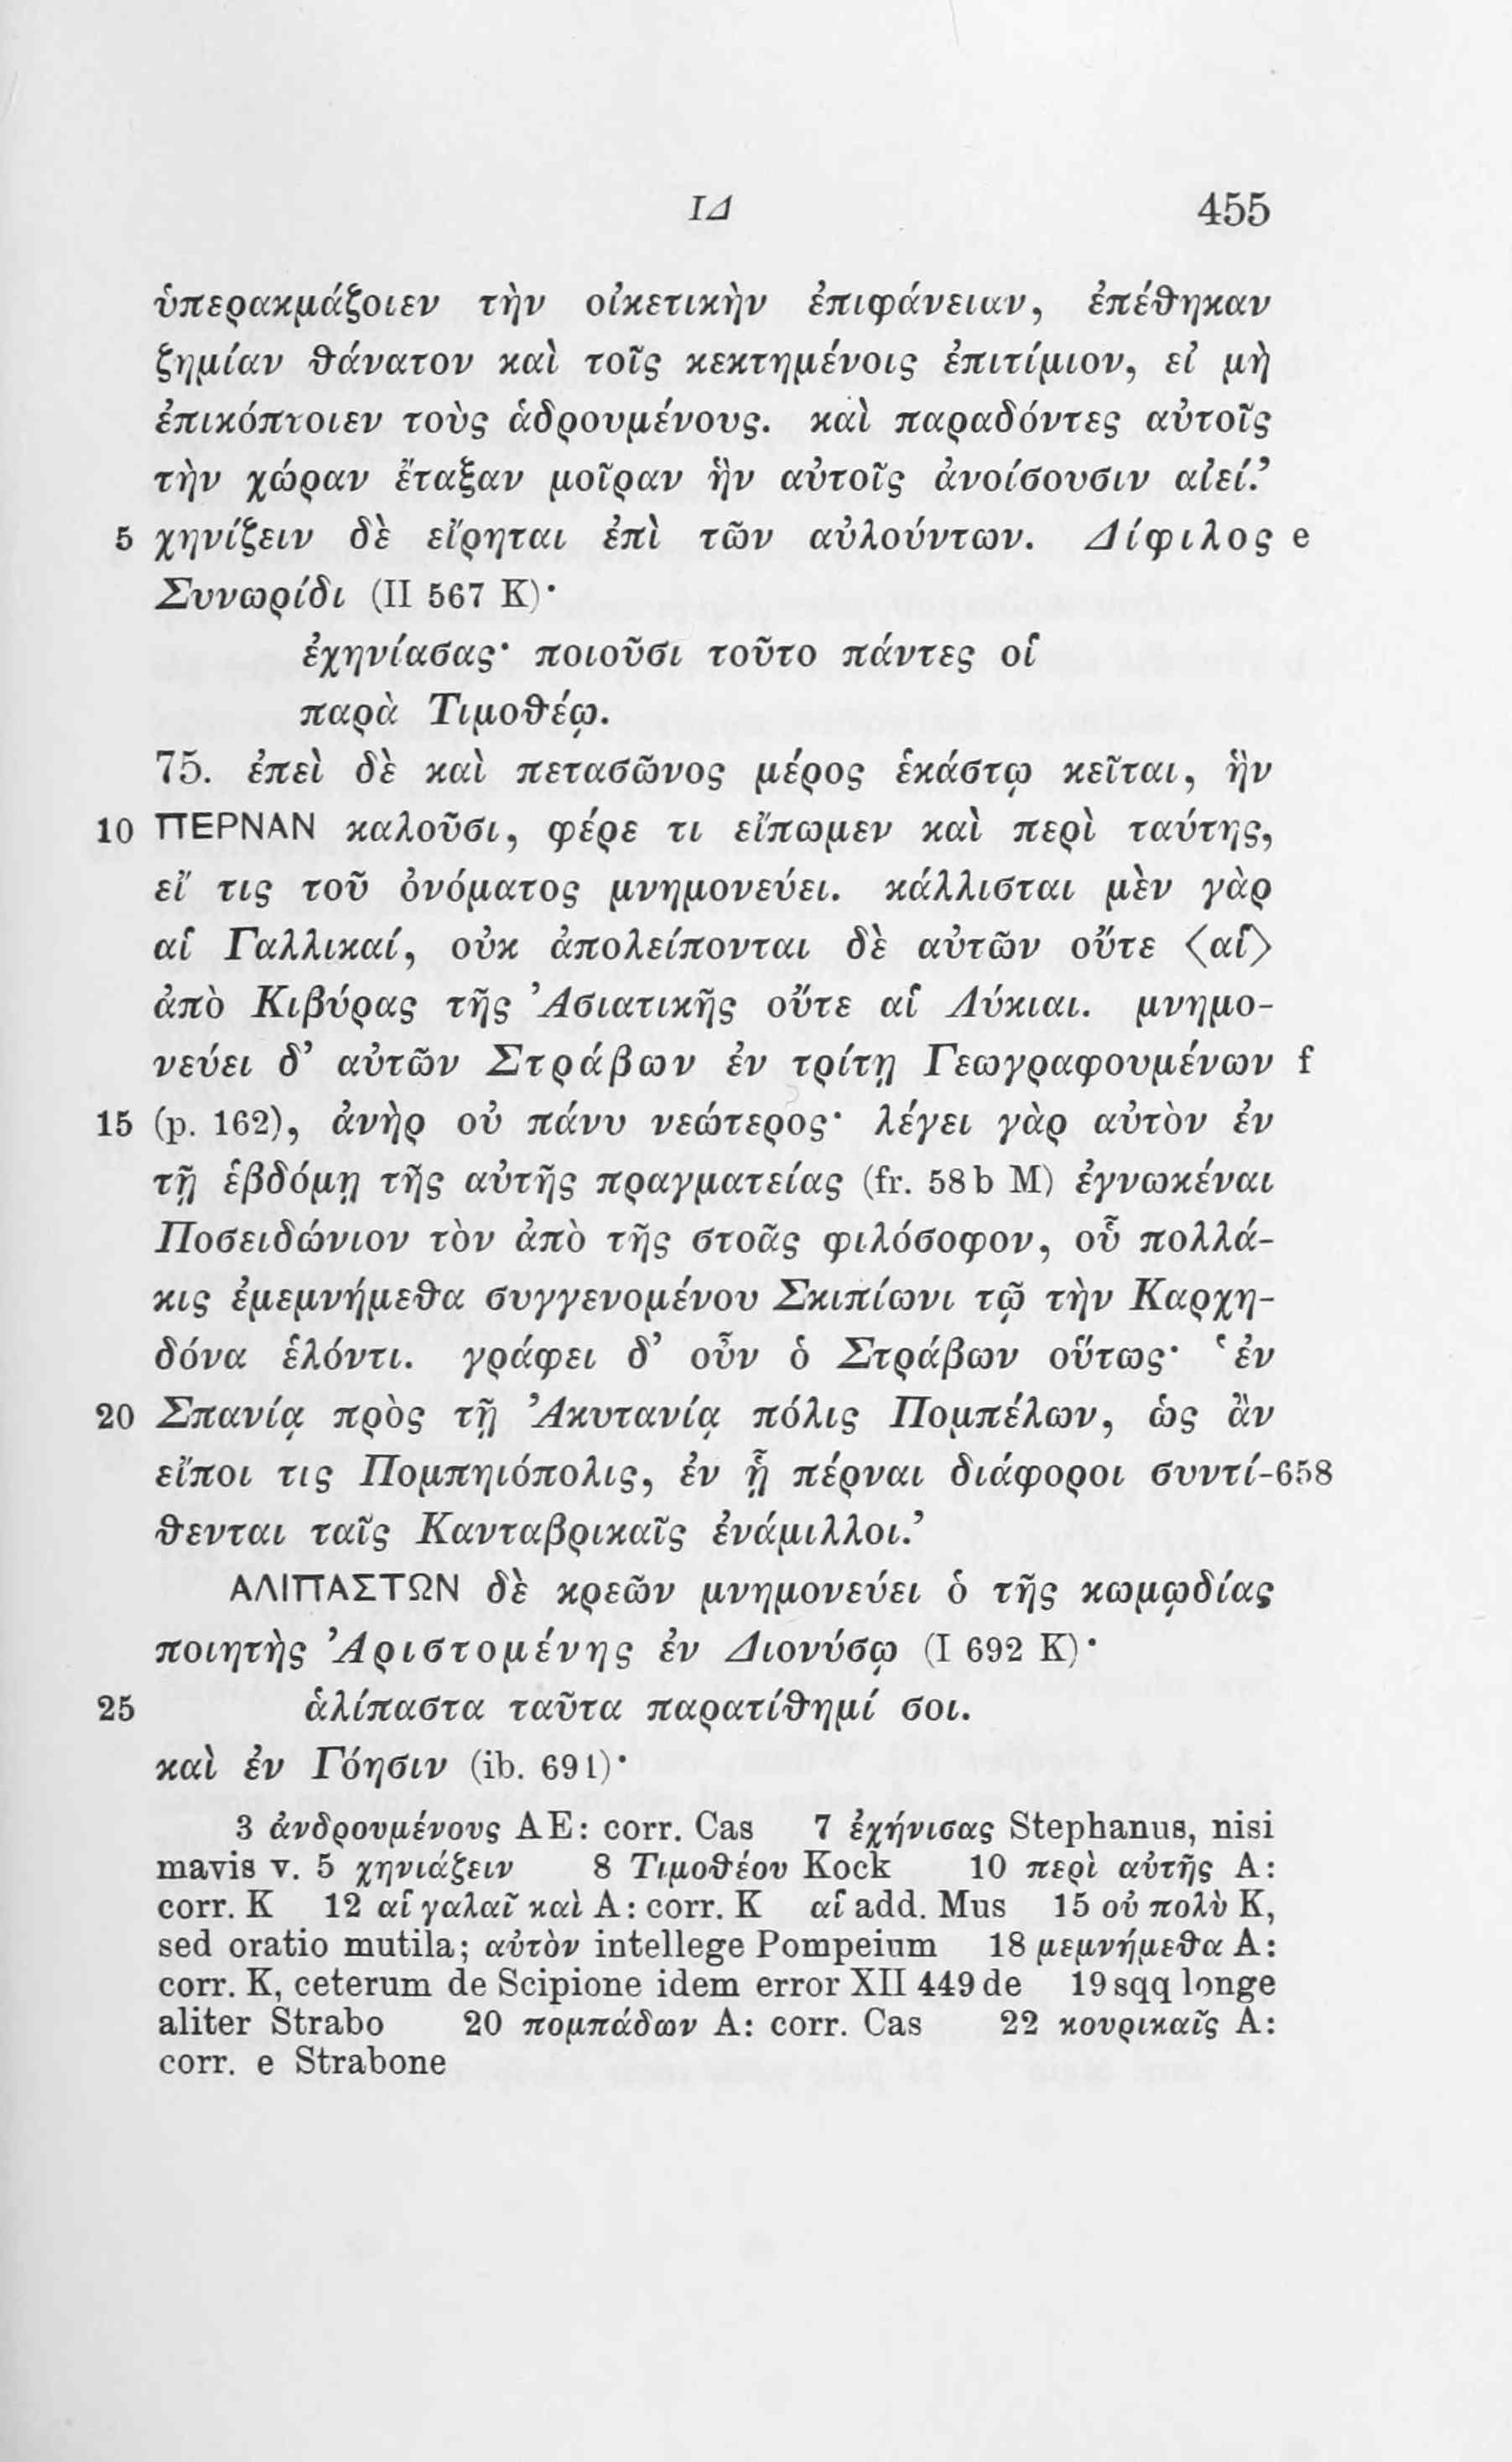 ΙΔ 455
ὑπερακμάζοιεν τὴν οἰκετικὴν ἐπιφάνειαν, ἐπέθηκαν
ζημίαν θάνατον καὶ τοῖς κεκτημένοις ἐπιτίμιον, εἰ μὴ
ἐπικόπτοιεν τοὺς ἁδρουμένους. καὶ παραδόντες αὐτοῖς
τὴν χώραν ἔταξαν μοῖραν ἣν αὐτοῖς ἀνοίσουσιν αἰεί.’
5 χηνίζειν δὲ εἴρηται ἐπὶ τῶν αὐλούντων. Δίφιλος e
Συνωρίδι (II 567 K)·
ἐχηνίασας· ποιοῦσι τοῦτο πάντες οἱ
παρὰ Τιμοθέῳ.
75. ἐπεὶ δὲ καὶ πετασῶνος μέρος ἑκάστῳ κεῖται, ἣν
10 ΠΕΡΝΑΝ καλοῦσι, φέρε τι εἴπωμεν καὶ περὶ ταύτης,
εἴ τις τοῦ ὀνόματος μνημονεύει. κάλλισται μὲν γὰρ
αἱ Γαλλικαί, οὐκ ἀπολείπονται δὲ αὐτῶν οὔτε ⟨αἱ⟩
ἀπὸ Κιβύρας τῆς Ἀσιατικῆς οὔτε αἱ Λύκιαι. μνημο-
νεύει δ’ αὐτῶν Στράβων ἐν τρίτῃ Γεωγραφουμένων f
15 (p. 162), ἀνὴρ οὐ πάνυ νεώτερος· λέγει γὰρ αὐτὸν ἐν
τῇ ἑβδόμῃ τῆς αὐτῆς πραγματείας (fr. 58 b M) ἐγνωκέναι
Ποσειδώνιον τὸν ἀπὸ τῆς στοᾶς φιλόσοφον, οὗ πολλά-
κις ἐμεμνήμεθα συγγενομένου Σκιπίωνι τῷ τὴν Καρχη-
δόνα ἑλόντι. γράφει δ’ οὖν ὁ Στράβων οὕτως· ‘ἐν
20 Σπανίᾳ πρὸς τῇ Ἀκυτανίᾳ πόλις Πομπέλων, ὡς ἂν
εἴποι τις Πομπηιόπολις, ἐν ᾗ πέρναι διάφοροι συντί-658
θενται ταῖς Κανταβρικαῖς ἐνάμιλλοι.’
ΑΛΙΠΑΣΤΩΝ δὲ κρεῶν μνημονεύει ὁ τῆς κωμῳδίας
ποιητὴς Ἀριστομένης ἐν Διονύσῳ (I 692 K)·
25 ἁλίπαστα ταῦτα παρατίθημί σοι.
καὶ ἐν Γόησιν (ib. 691)·
3 ἀνδρουμένους AE: corr. Cas 7 ἐχήνισας Stephanus, nisi
mavis v. 5 χηνιάζειν 8 Τιμοθέου Kock 10 περὶ αὐτῆς A:
corr. K 12 αἱ γαλαῖ καὶ A: corr. K αἱ add. Mus 15 οὐ πολὺ K,
sed oratio mutila; αὐτὸν intellege Pompeium 18 μεμνήμεθα A:
corr. K, ceterum de Scipione idem error XII 449 de 19 sqq longe
aliter Strabo 20 πομπάδων A: corr. Cas 22 κουρικαῖς A:
corr. e Strabone